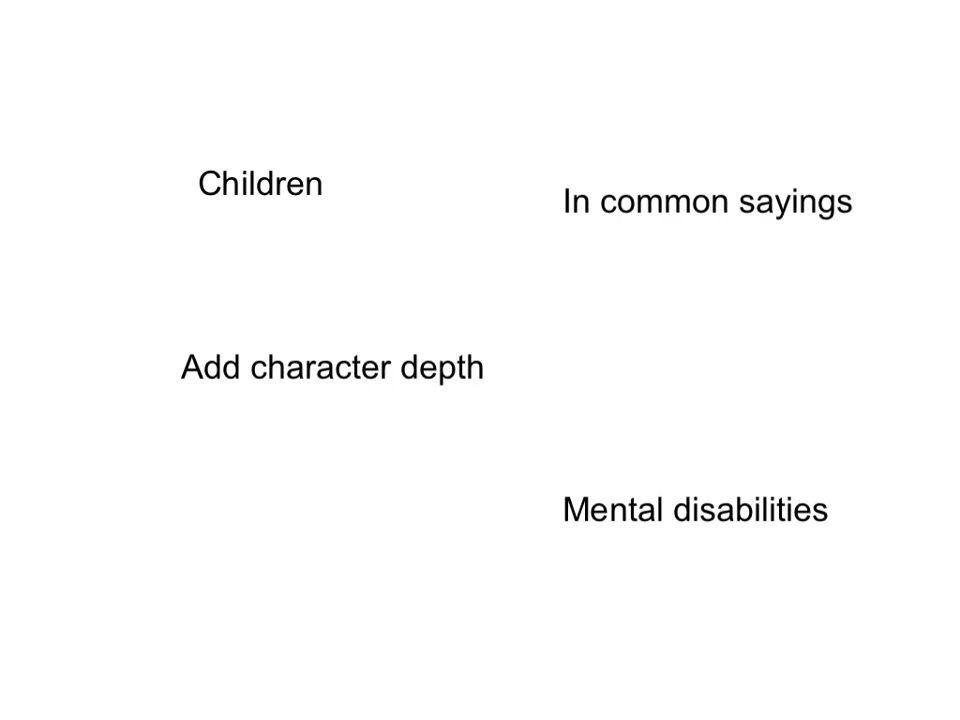 Children
In common sayings
Add character depth
Mental disabilities